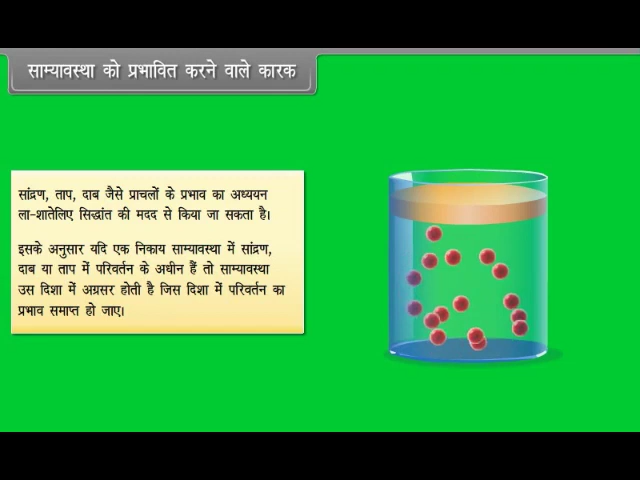 साम्यावस्था को प्रभावित करने वाले कारक
सांद्रण, ताप, दाब जैसे प्राचलों के प्रभाव का अध्ययन
ला-शातेलिए सिद्धांत की मदद से किया जा सकता है।
इसके अनुसार यदि एक निकाय साम्यावस्था में सांद्रण,
दाब या ताप में परिवर्तन के अधीन हैं तो साम्यावस्था
उस दिशा में अग्रसर होती है जिस दिशा में परिवर्तन का
प्रभाव समाप्त हो जाए।